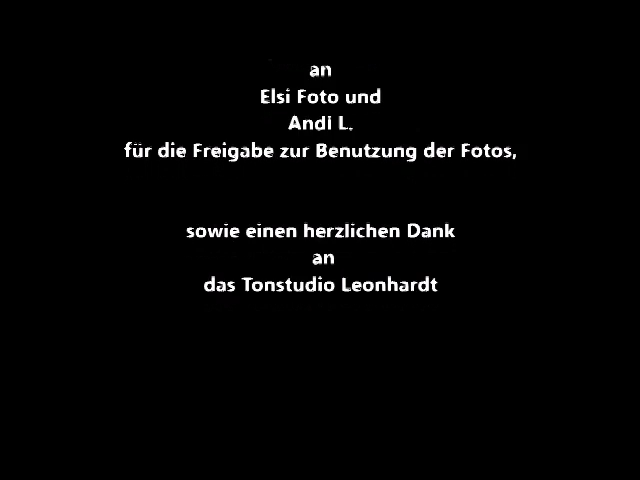 an
Elsi Foto und
Andi L.
für die Freigabe zur Benutzung der Fotos,
sowie einen herzlichen Dank
an
das Tonstudio Leonhardt